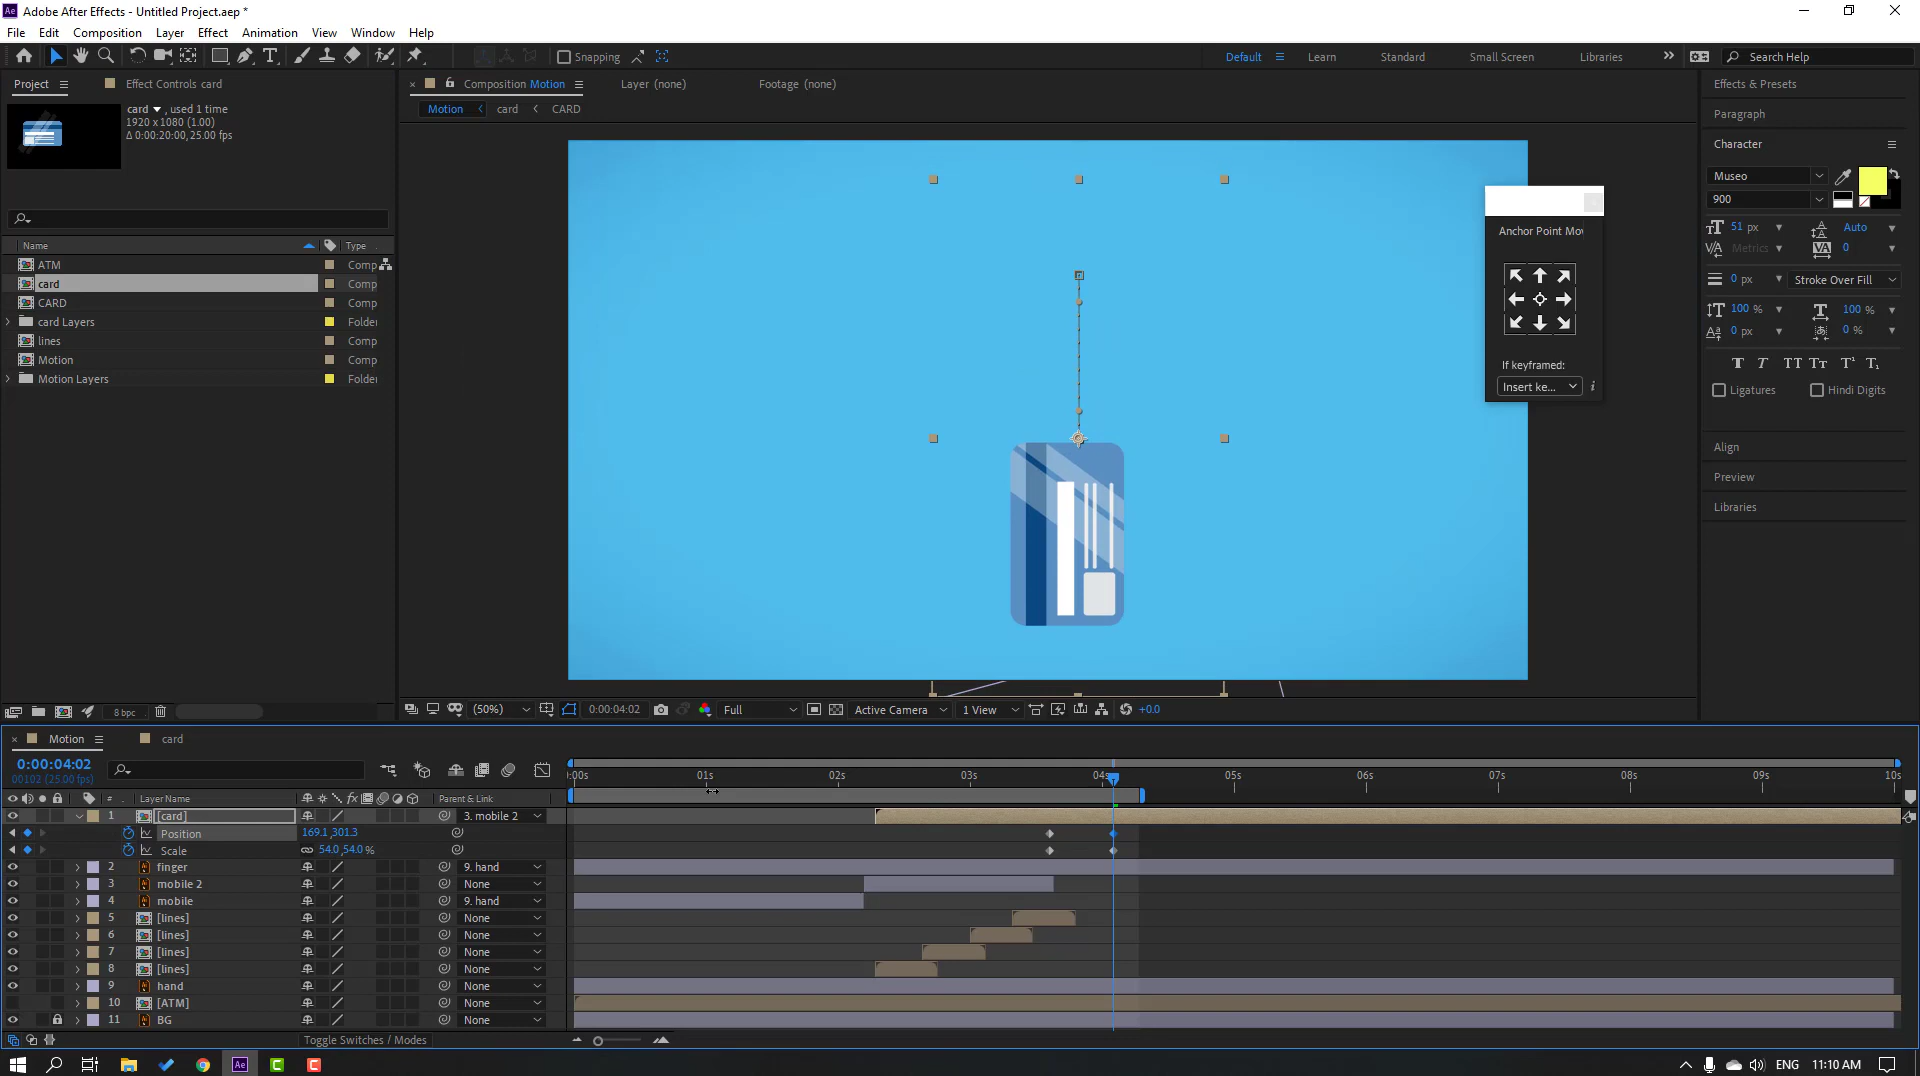 Adobe After Effects - Untitled Project.aep *
File Edit Composition Layer Effect Animation View Window Help
Snapping
Default Learn Standard Small Screen Libraries Search Help
Project Effect Controls card
Composition Motion Layer (none) Footage (none)
Effects & Presets
card , used 1 time
1920 x 1080 (1.00)
Δ 0:00:20:00, 25.00 fps
Motion card CARD
Paragraph
Character
Museo
900
51 px Auto
Metrics 0
0 px Stroke Over Fill
100 % 100 %
0 px 0 %
Ligatures Hindi Digits
Align
Preview
Libraries
Anchor Point Mov
If keyframed:
Insert ke...
Name Type
ATM Comp
card Comp
CARD Comp
card Layers Folder
lines Comp
Motion Comp
Motion Layers Folder
8 bpc
(50%) 0:00:04:02 Full Active Camera 1 View +0.0
Motion card
0:00:04:02
00102 (25.00 fps)
:00s 01s 02s 03s 04s 05s 06s 07s 08s 09s 10s
# Layer Name Parent & Link
1 [card] 3. mobile 2
Position 169.1,301.3
Scale 54.0,54.0 %
2 finger 9. hand
3 mobile 2 None
4 mobile 9. hand
5 [lines] None
6 [lines] None
7 [lines] None
8 [lines] None
9 hand None
10 [ATM] None
11 BG None
Toggle Switches / Modes
ENG 11:10 AM